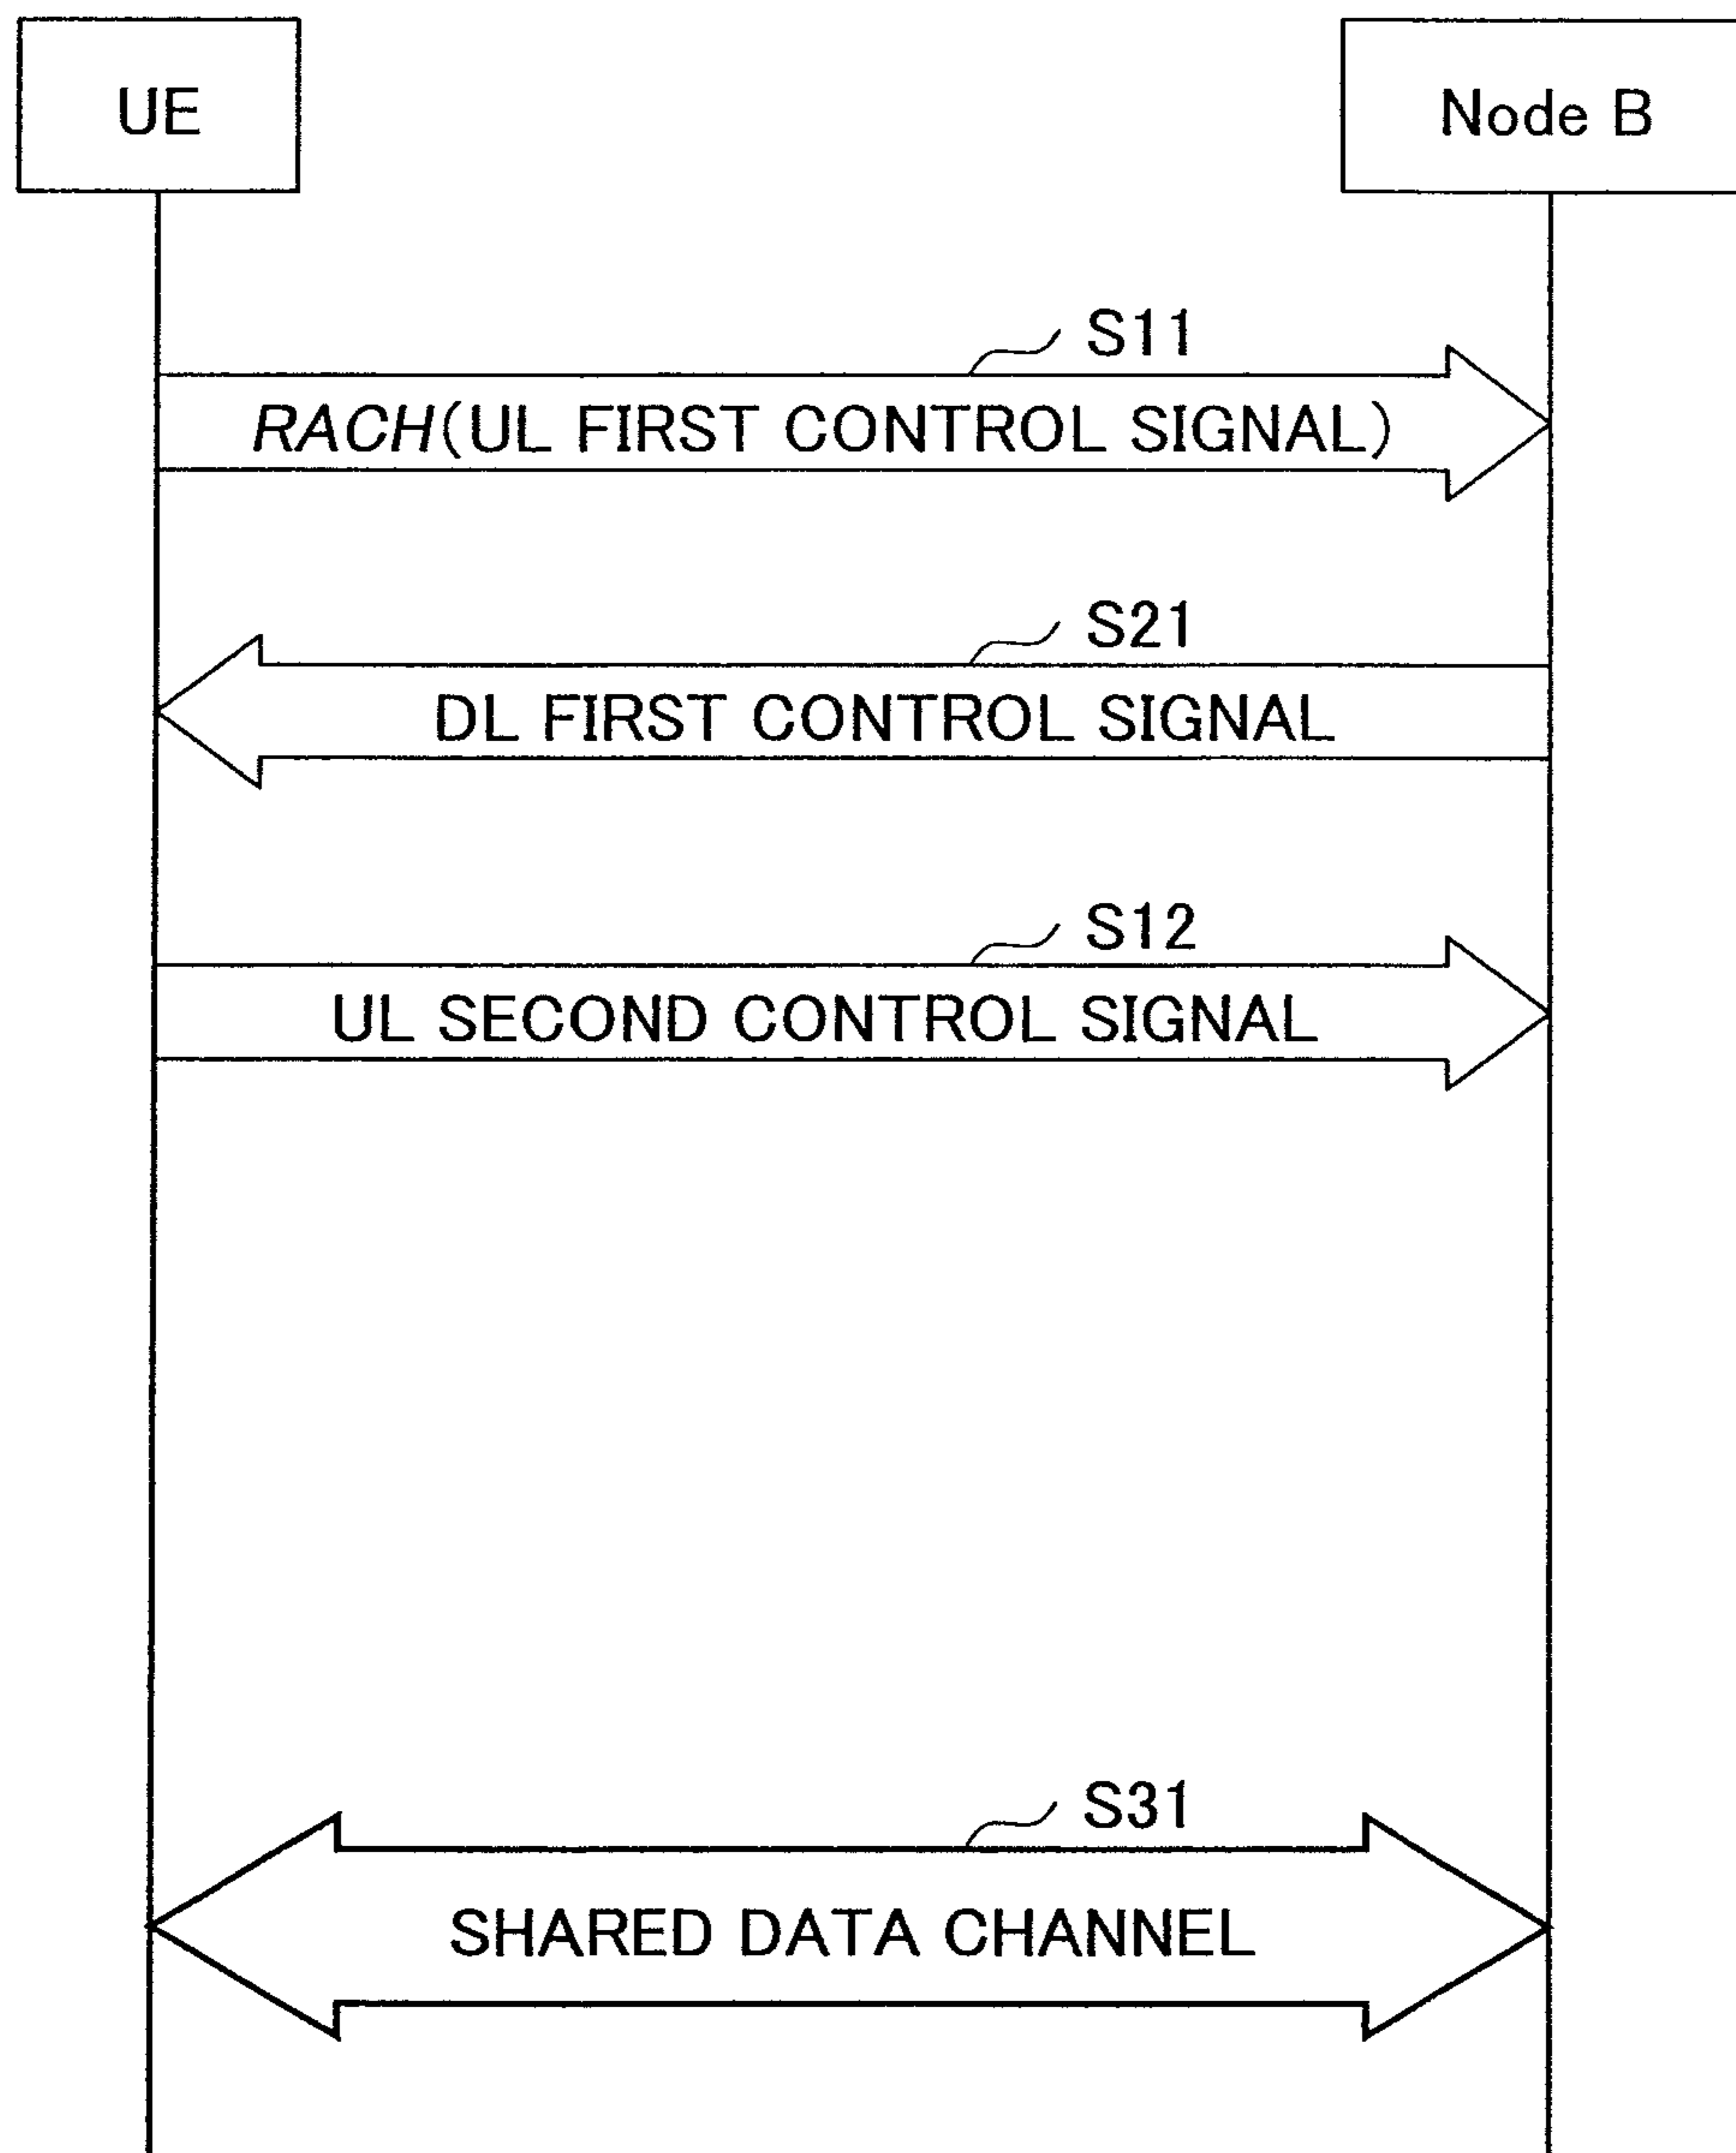 UE
Node B
S11
RACH(UL FIRST CONTROL SIGNAL)
S21
DL FIRST CONTROL SIGNAL
S12
UL SECOND CONTROL SIGNAL
S31
SHARED DATA CHANNEL